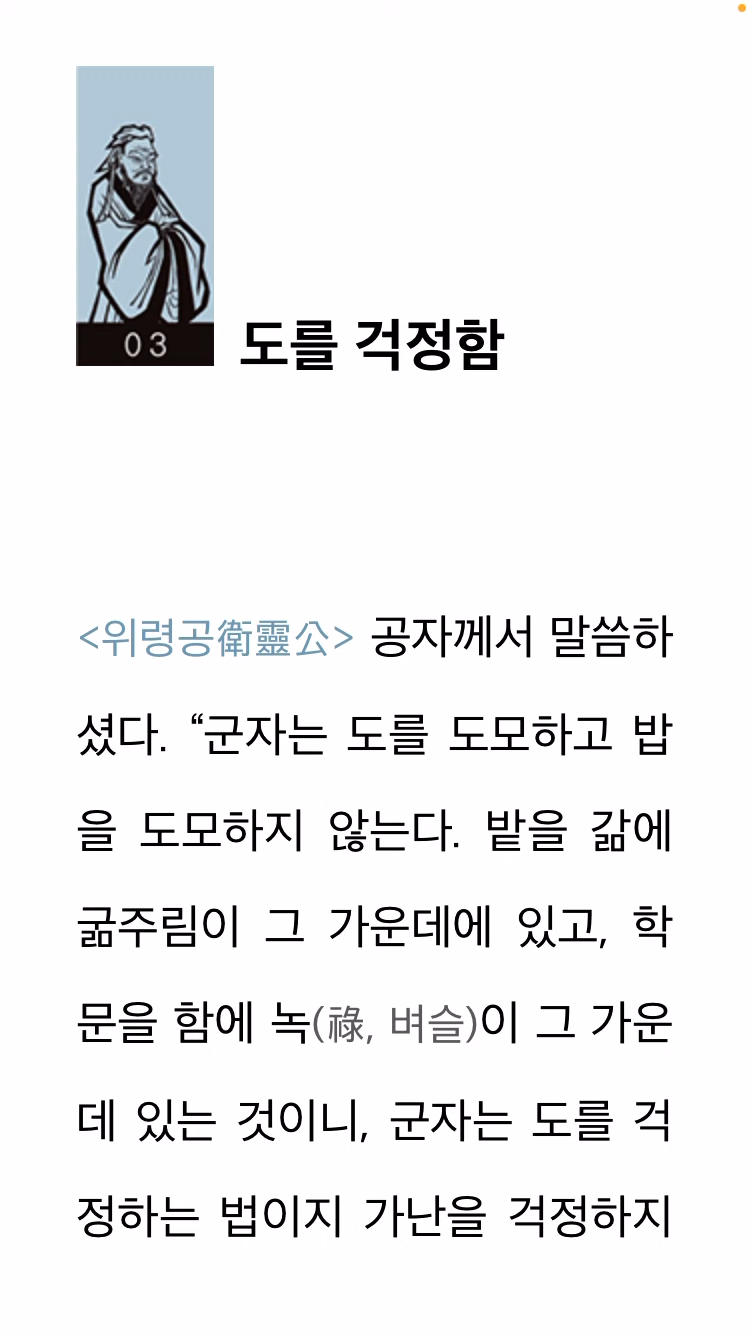 03
도를 걱정함
<위령공衛靈公> 공자께서 말씀하
셨다. “군자는 도를 도모하고 밥
을 도모하지 않는다. 밭을 갊에
굶주림이 그 가운데에 있고, 학
문을 함에 녹(祿, 벼슬)이 그 가운
데 있는 것이니, 군자는 도를 걱
정하는 법이지 가난을 걱정하지